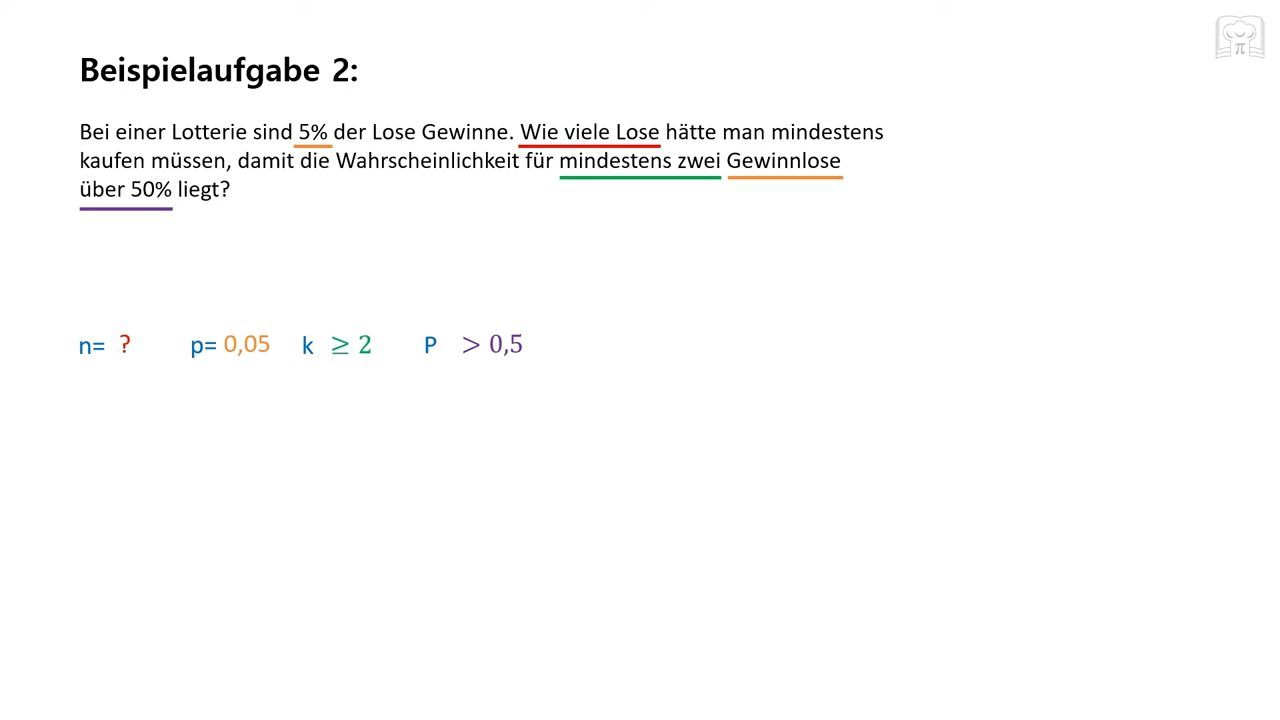 Beispielaufgabe 2:
Bei einer Lotterie sind 5% der Lose Gewinne. Wie viele Lose hätte man mindestens
kaufen müssen, damit die Wahrscheinlichkeit für mindestens zwei Gewinnlose
über 50% liegt?
n= ? p= 0,05 k ≥ 2 P > 0,5
π